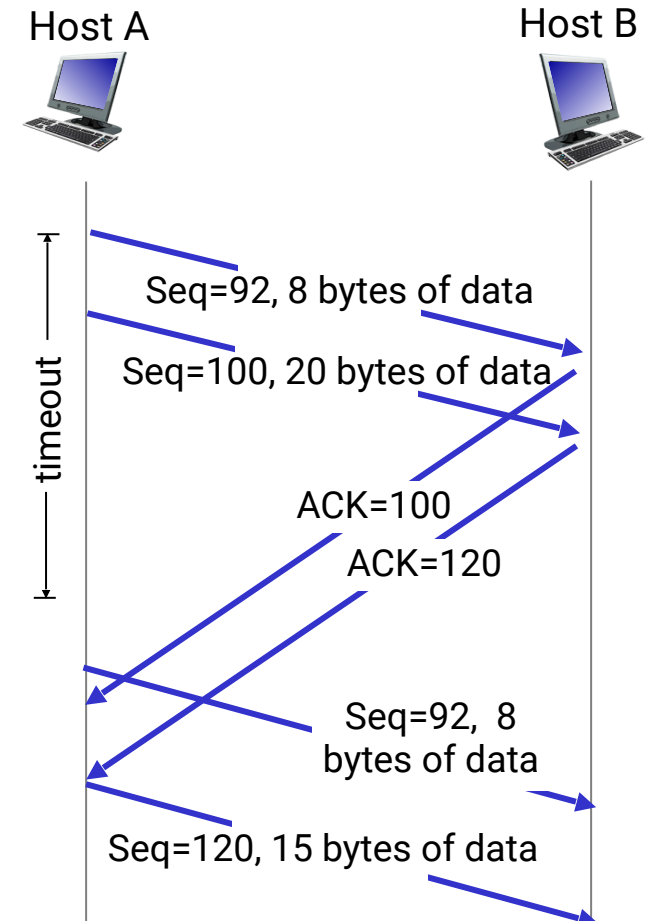 Host A
Host B
Seq=92, 8 bytes of data
Seq=100, 20 bytes of data
timeout
ACK=100
ACK=120
Seq=92, 8
bytes of data
Seq=120, 15 bytes of data